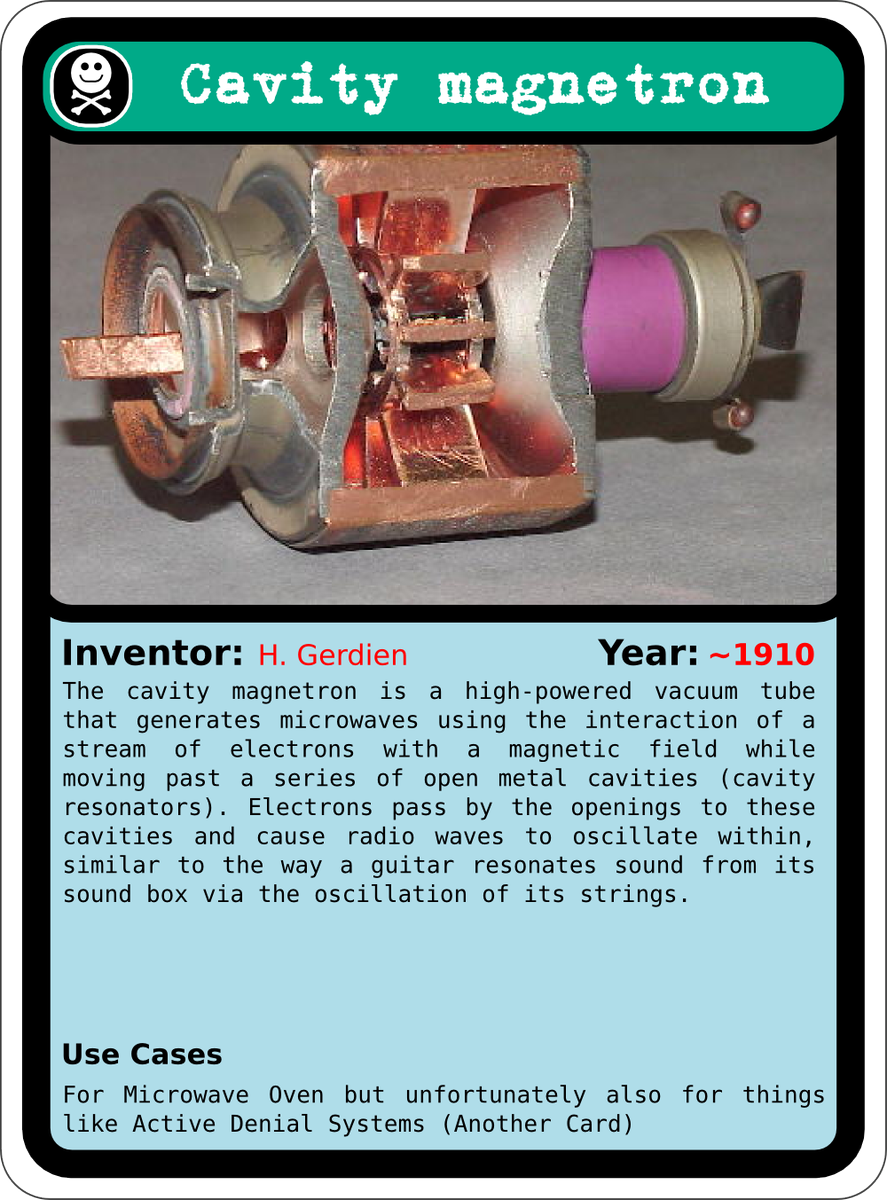 Cavity magnetron
Inventor: H. Gerdien Year: ~1910
The cavity magnetron is a high-powered vacuum tube
that generates microwaves using the interaction of a
stream of electrons with a magnetic field while
moving past a series of open metal cavities (cavity
resonators). Electrons pass by the openings to these
cavities and cause radio waves to oscillate within,
similar to the way a guitar resonates sound from its
sound box via the oscillation of its strings.
Use Cases
For Microwave Oven but unfortunately also for things
like Active Denial Systems (Another Card)